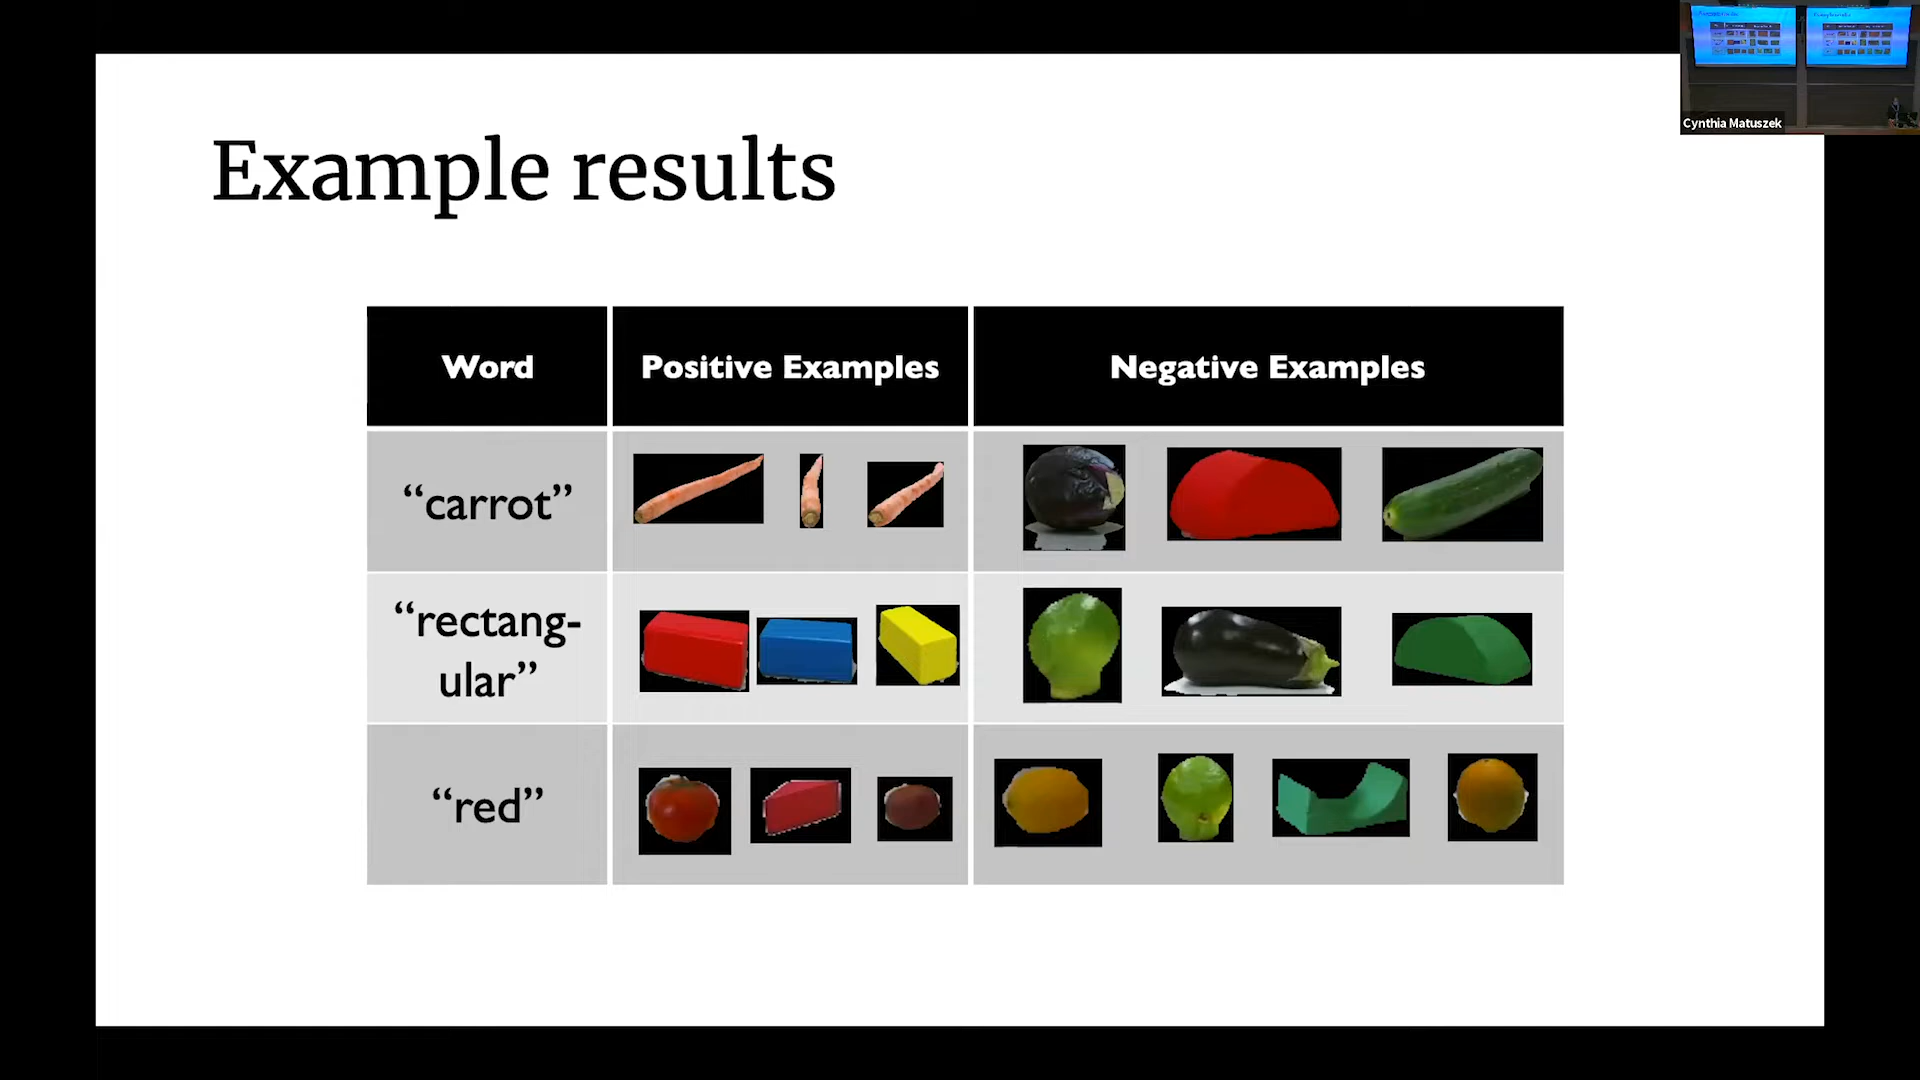 Cynthia Matuszek
Example results
Word
Positive Examples
Negative Examples
“carrot”
“rectang-
ular”
“red”